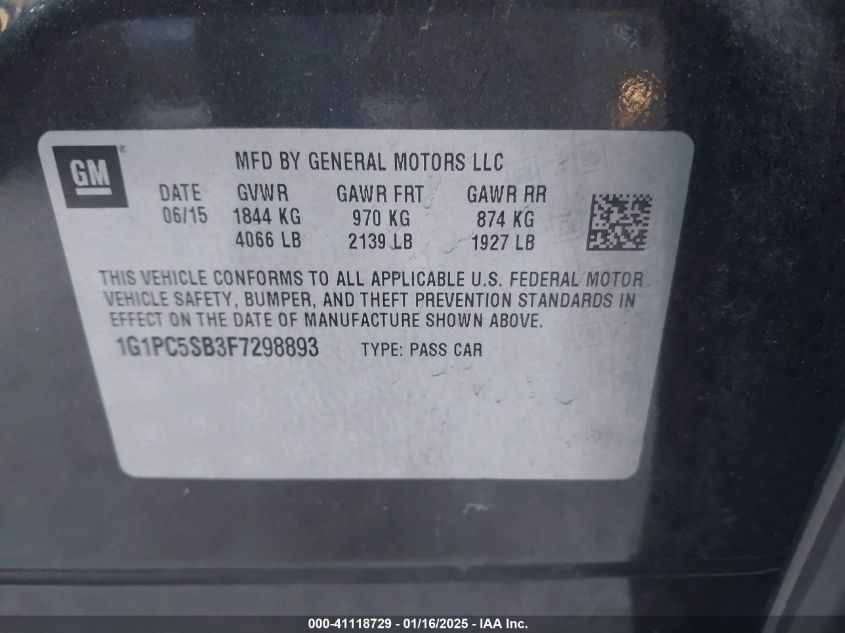 GM
MFD BY GENERAL MOTORS LLC
DATE GVWR GAWR FRT GAWR RR
06/15 1844 KG 970 KG 874 KG
4066 LB 2139 LB 1927 LB
THIS VEHICLE CONFORMS TO ALL APPLICABLE U.S. FEDERAL MOTOR
VEHICLE SAFETY, BUMPER, AND THEFT PREVENTION STANDARDS IN
EFFECT ON THE DATE OF MANUFACTURE SHOWN ABOVE.
1G1PC5SB3F7298893 TYPE: PASS CAR
000-41118729 - 01/16/2025 - IAA Inc.